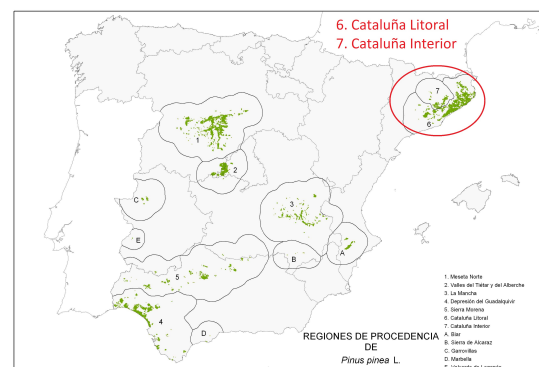 6. Cataluña Litoral
7. Cataluña Interior
7
6
1
2
C
3
E
A
B
5
4
D
1. Meseta Norte
2. Valles del Tiétar y del Alberche
3. La Mancha
4. Depresión del Guadalquivir
5. Sierra Morena
6. Cataluña Litoral
7. Cataluña Interior
A. Biar
B. Sierra de Alcaraz
C. Garrovillas
D. Marbella
REGIONES DE PROCEDENCIA
DE
Pinus pinea L.